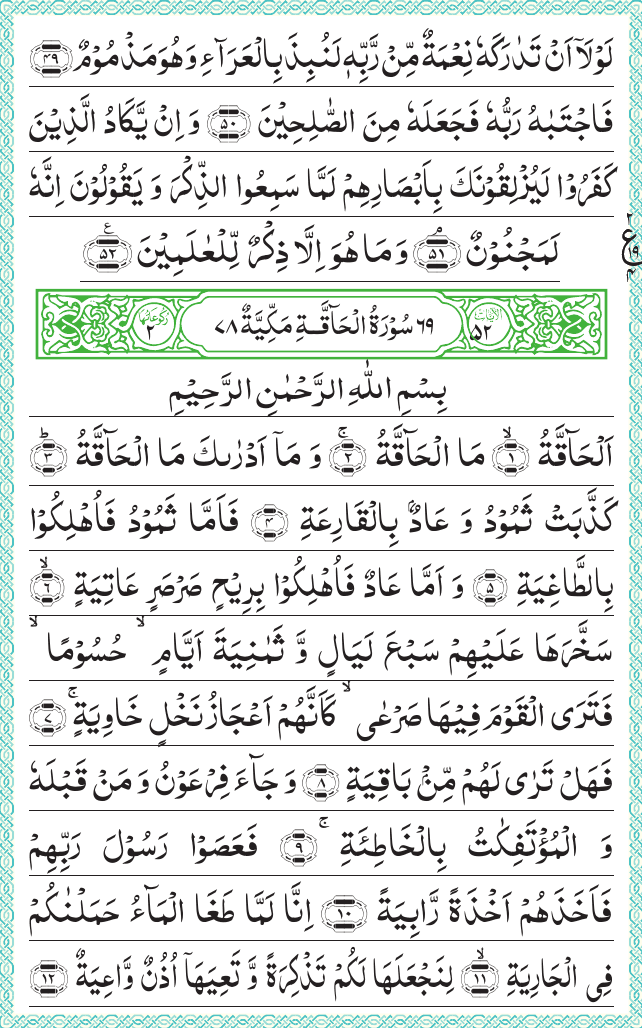 لَوْلَاۤ اَنْ تَدٰرَكَهٗ نِعْمَةٌ مِّنْ رَّبِّهٖ لَنُبِذَ بِالْعَرَآءِ وَ هُوَ مَذْمُوْمٌ ﴿۴۹﴾
فَاجْتَبٰىهُ رَبُّهٗ فَجَعَلَهٗ مِنَ الصّٰلِحِیْنَ ﴿۵۰﴾ وَ اِنْ یَّكَادُ الَّذِیْنَ
كَفَرُوْا لَیُزْلِقُوْنَكَ بِاَبْصَارِهِمْ لَمَّا سَمِعُوا الذِّكْرَ وَ یَقُوْلُوْنَ اِنَّهٗ
لَمَجْنُوْنٌ ﴿۵۱﴾ۘ وَ مَا هُوَ اِلَّا ذِكْرٌ لِّلْعٰلَمِیْنَ ﴿۵۲﴾
ع ۱۹
الآیات ۵۲ ۶۹ سُوْرَةُ الْحَآقَّةِ مَكِّیَّةٌ ۷۸ رکوعاتها ۲
بِسْمِ اللّٰهِ الرَّحْمٰنِ الرَّحِیْمِ
اَلْحَآقَّةُ ﴿۱﴾ۙ مَا الْحَآقَّةُ ﴿۲﴾ۚ وَ مَاۤ اَدْرٰىكَ مَا الْحَآقَّةُ ﴿۳﴾ؕ
كَذَّبَتْ ثَمُوْدُ وَ عَادٌۢ بِالْقَارِعَةِ ﴿۴﴾ فَاَمَّا ثَمُوْدُ فَاُهْلِكُوْا
بِالطَّاغِیَةِ ﴿۵﴾ وَ اَمَّا عَادٌ فَاُهْلِكُوْا بِرِیْحٍ صَرْصَرٍ عَاتِیَةٍ ﴿۶﴾ۙ
سَخَّرَهَا عَلَیْهِمْ سَبْعَ لَیَالٍ وَّ ثَمٰنِیَةَ اَیَّامٍ ۙ حُسُوْمًا ۙ
فَتَرَی الْقَوْمَ فِیْهَا صَرْعٰی ۙ كَاَنَّهُمْ اَعْجَازُ نَخْلٍ خَاوِیَةٍ ﴿۷﴾ۚ
فَهَلْ تَرٰی لَهُمْ مِّنْۢ بَاقِیَةٍ ﴿۸﴾ وَ جَآءَ فِرْعَوْنُ وَ مَنْ قَبْلَهٗ
وَ الْمُؤْتَفِكٰتُ بِالْخَاطِئَةِ ۚ﴿۹﴾ فَعَصَوْا رَسُوْلَ رَبِّهِمْ
فَاَخَذَهُمْ اَخْذَةً رَّابِیَةً ﴿۱۰﴾ اِنَّا لَمَّا طَغَا الْمَآءُ حَمَلْنٰكُمْ
فِی الْجَارِیَةِ ﴿۱۱﴾ۙ لِنَجْعَلَهَا لَكُمْ تَذْكِرَةً وَّ تَعِیَهَاۤ اُذُنٌ وَّاعِیَةٌ ﴿۱۲﴾